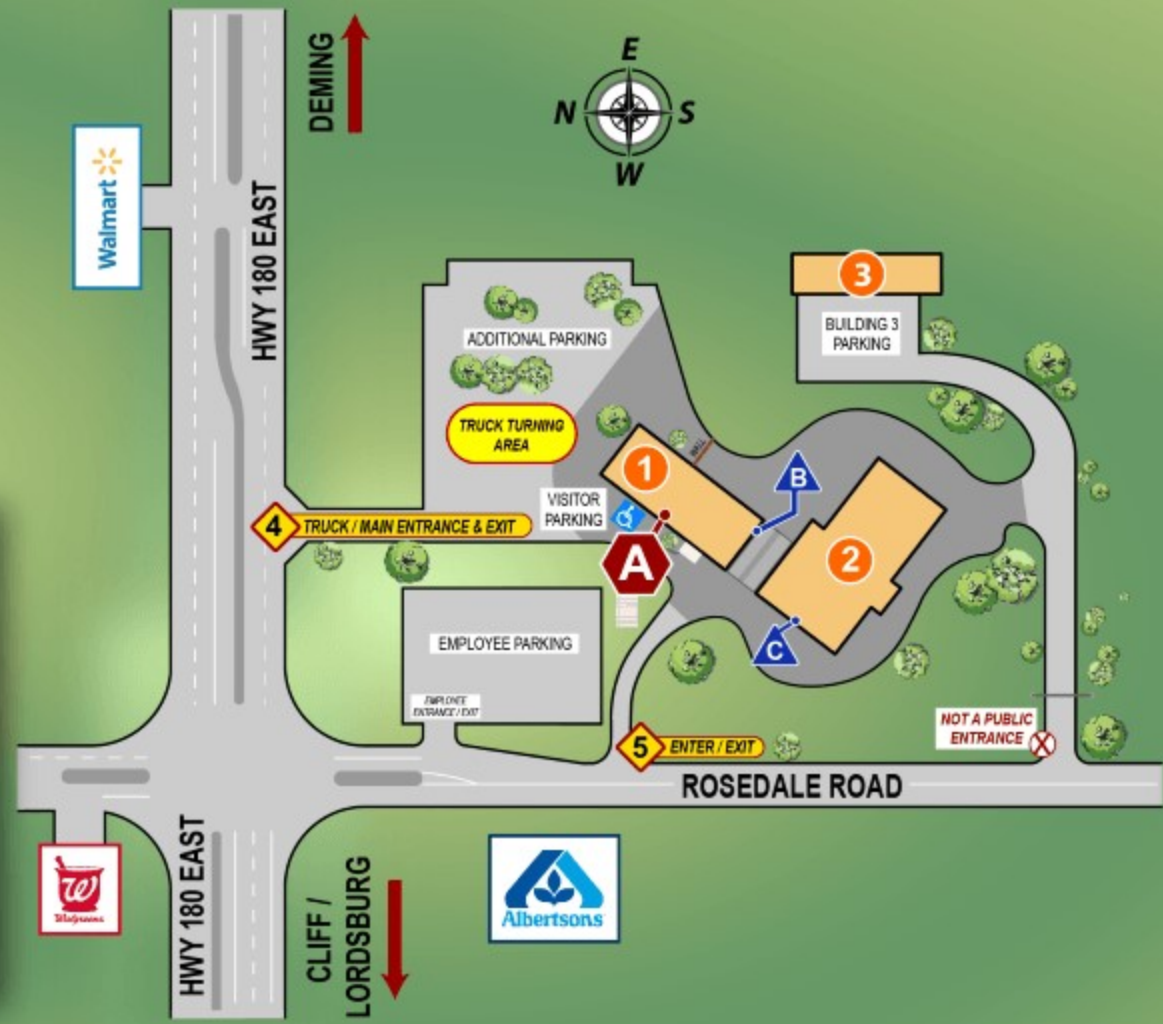 DEMING
E
N
S
W
Walmart
HWY 180 EAST
3
BUILDING 3
PARKING
ADDITIONAL PARKING
TRUCK TURNING
AREA
1
B
VISITOR
PARKING
4
TRUCK / MAIN ENTRANCE & EXIT
A
2
EMPLOYEE PARKING
C
EMPLOYEE
ENTRANCE / EXIT
NOT A PUBLIC
ENTRANCE
X
5
ENTER / EXIT
ROSEDALE ROAD
HWY 180 EAST
W
Walgreens
CLIFF /
LORDSBURG
Albertsons